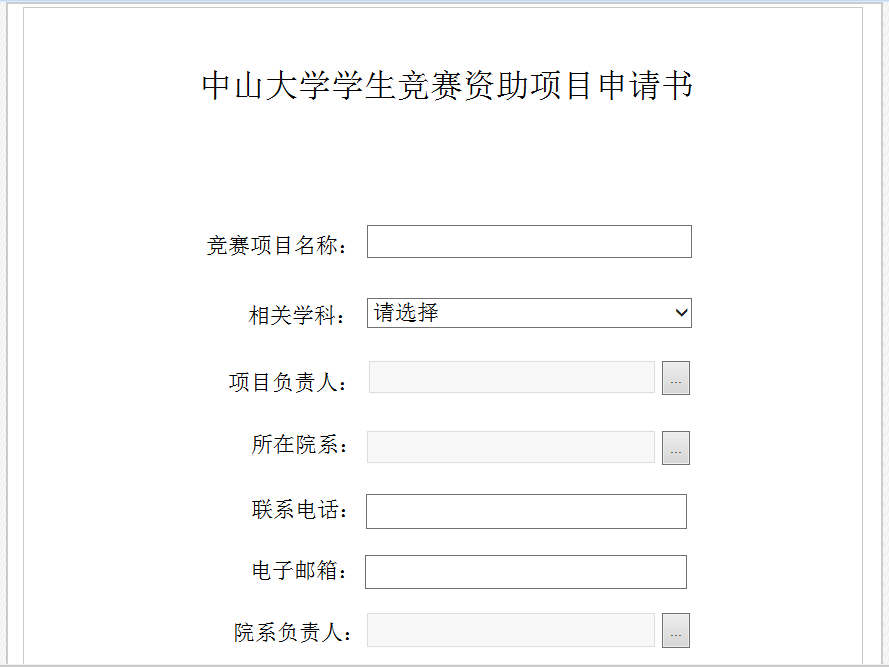 中山大学学生竞赛资助项目申请书
竞赛项目名称：
相关学科： 请选择
项目负责人： ...
所在院系： ...
联系电话：
电子邮箱：
院系负责人： ...